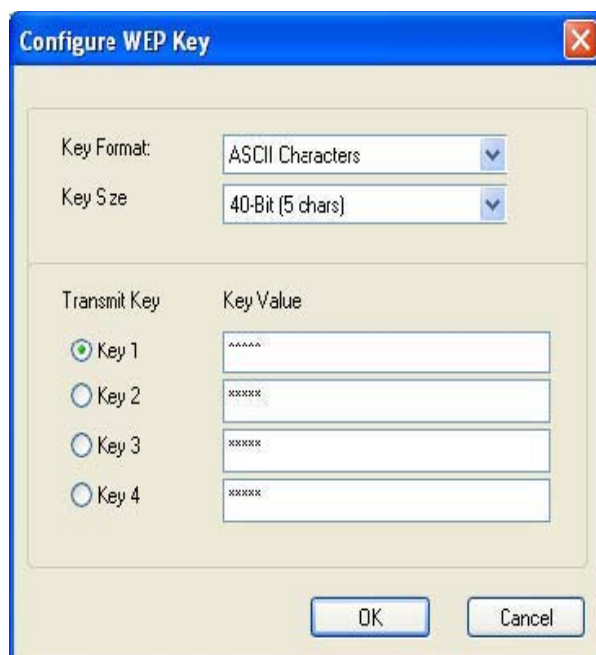 Configure WEP Key
Key Format: ASCII Characters
Key Size 40-Bit (5 chars)
Transmit Key Key Value
Key 1 *****
Key 2 *****
Key 3 *****
Key 4 *****
OK Cancel